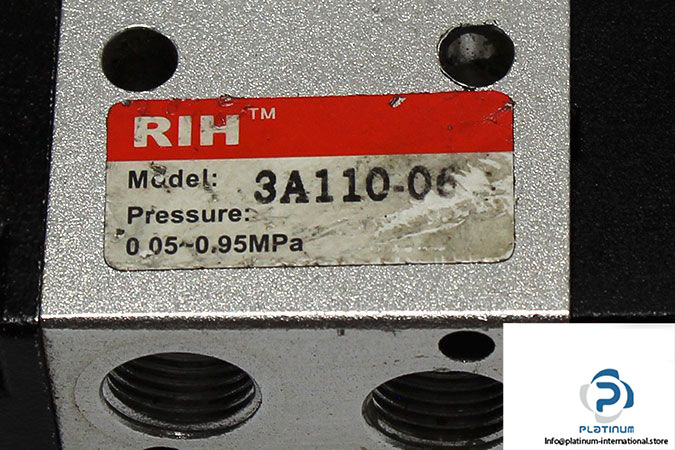 RIH™
Model: 3A110-06
Pressure:
0.05~0.95MPa
PLATINUM
Info@platinum-international.store